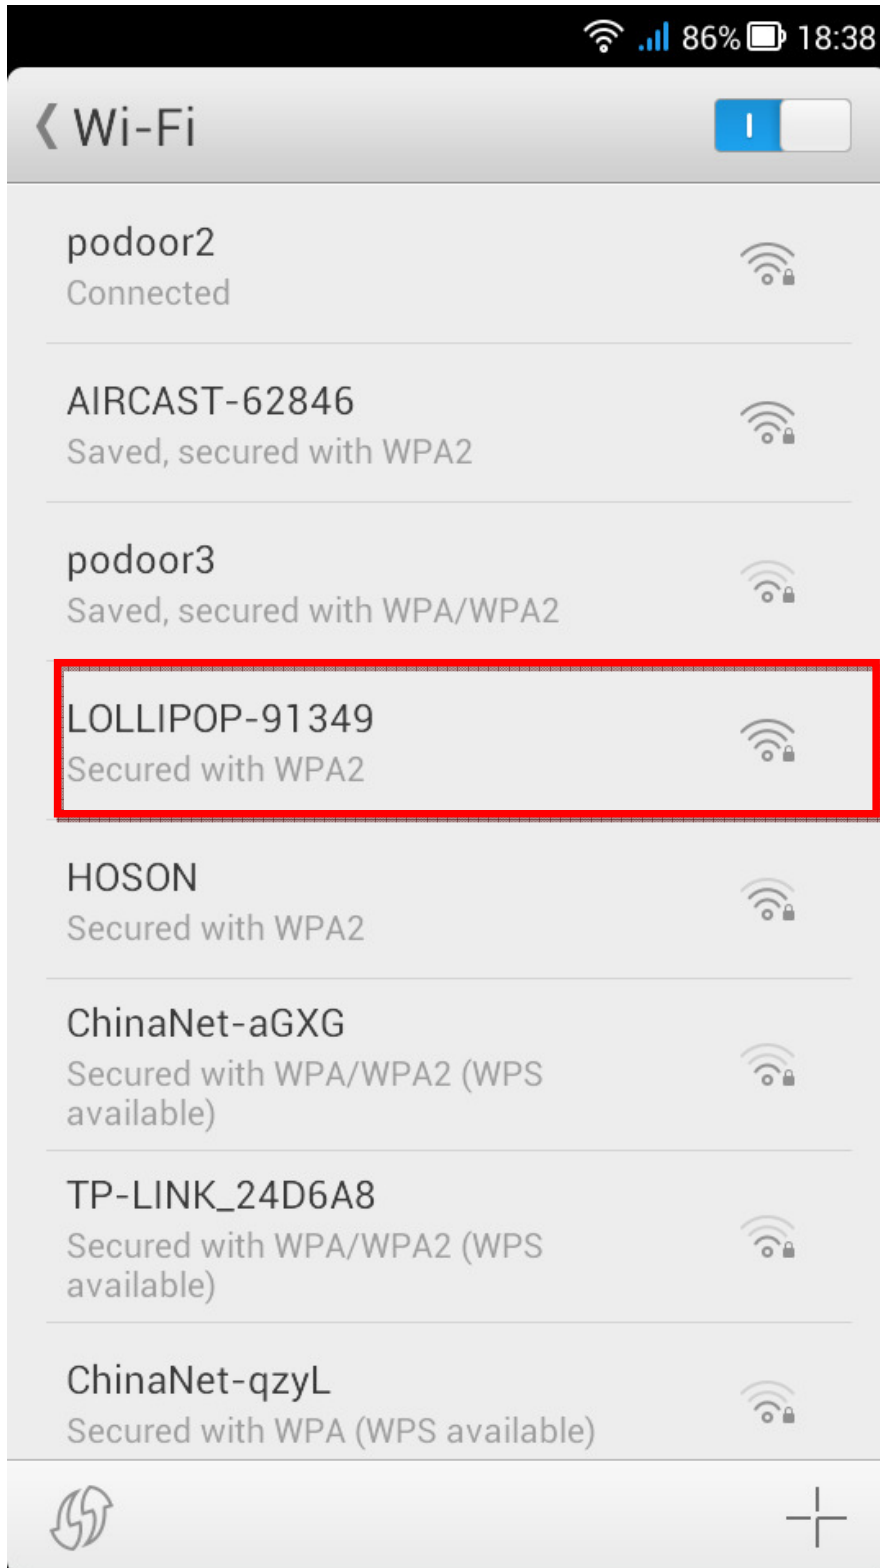 86% 18:38
Wi-Fi
podoor2
Connected
AIRCAST-62846
Saved, secured with WPA2
podoor3
Saved, secured with WPA/WPA2
LOLLIPOP-91349
Secured with WPA2
HOSON
Secured with WPA2
ChinaNet-aGXG
Secured with WPA/WPA2 (WPS
available)
TP-LINK_24D6A8
Secured with WPA/WPA2 (WPS
available)
ChinaNet-qzyL
Secured with WPA (WPS available)